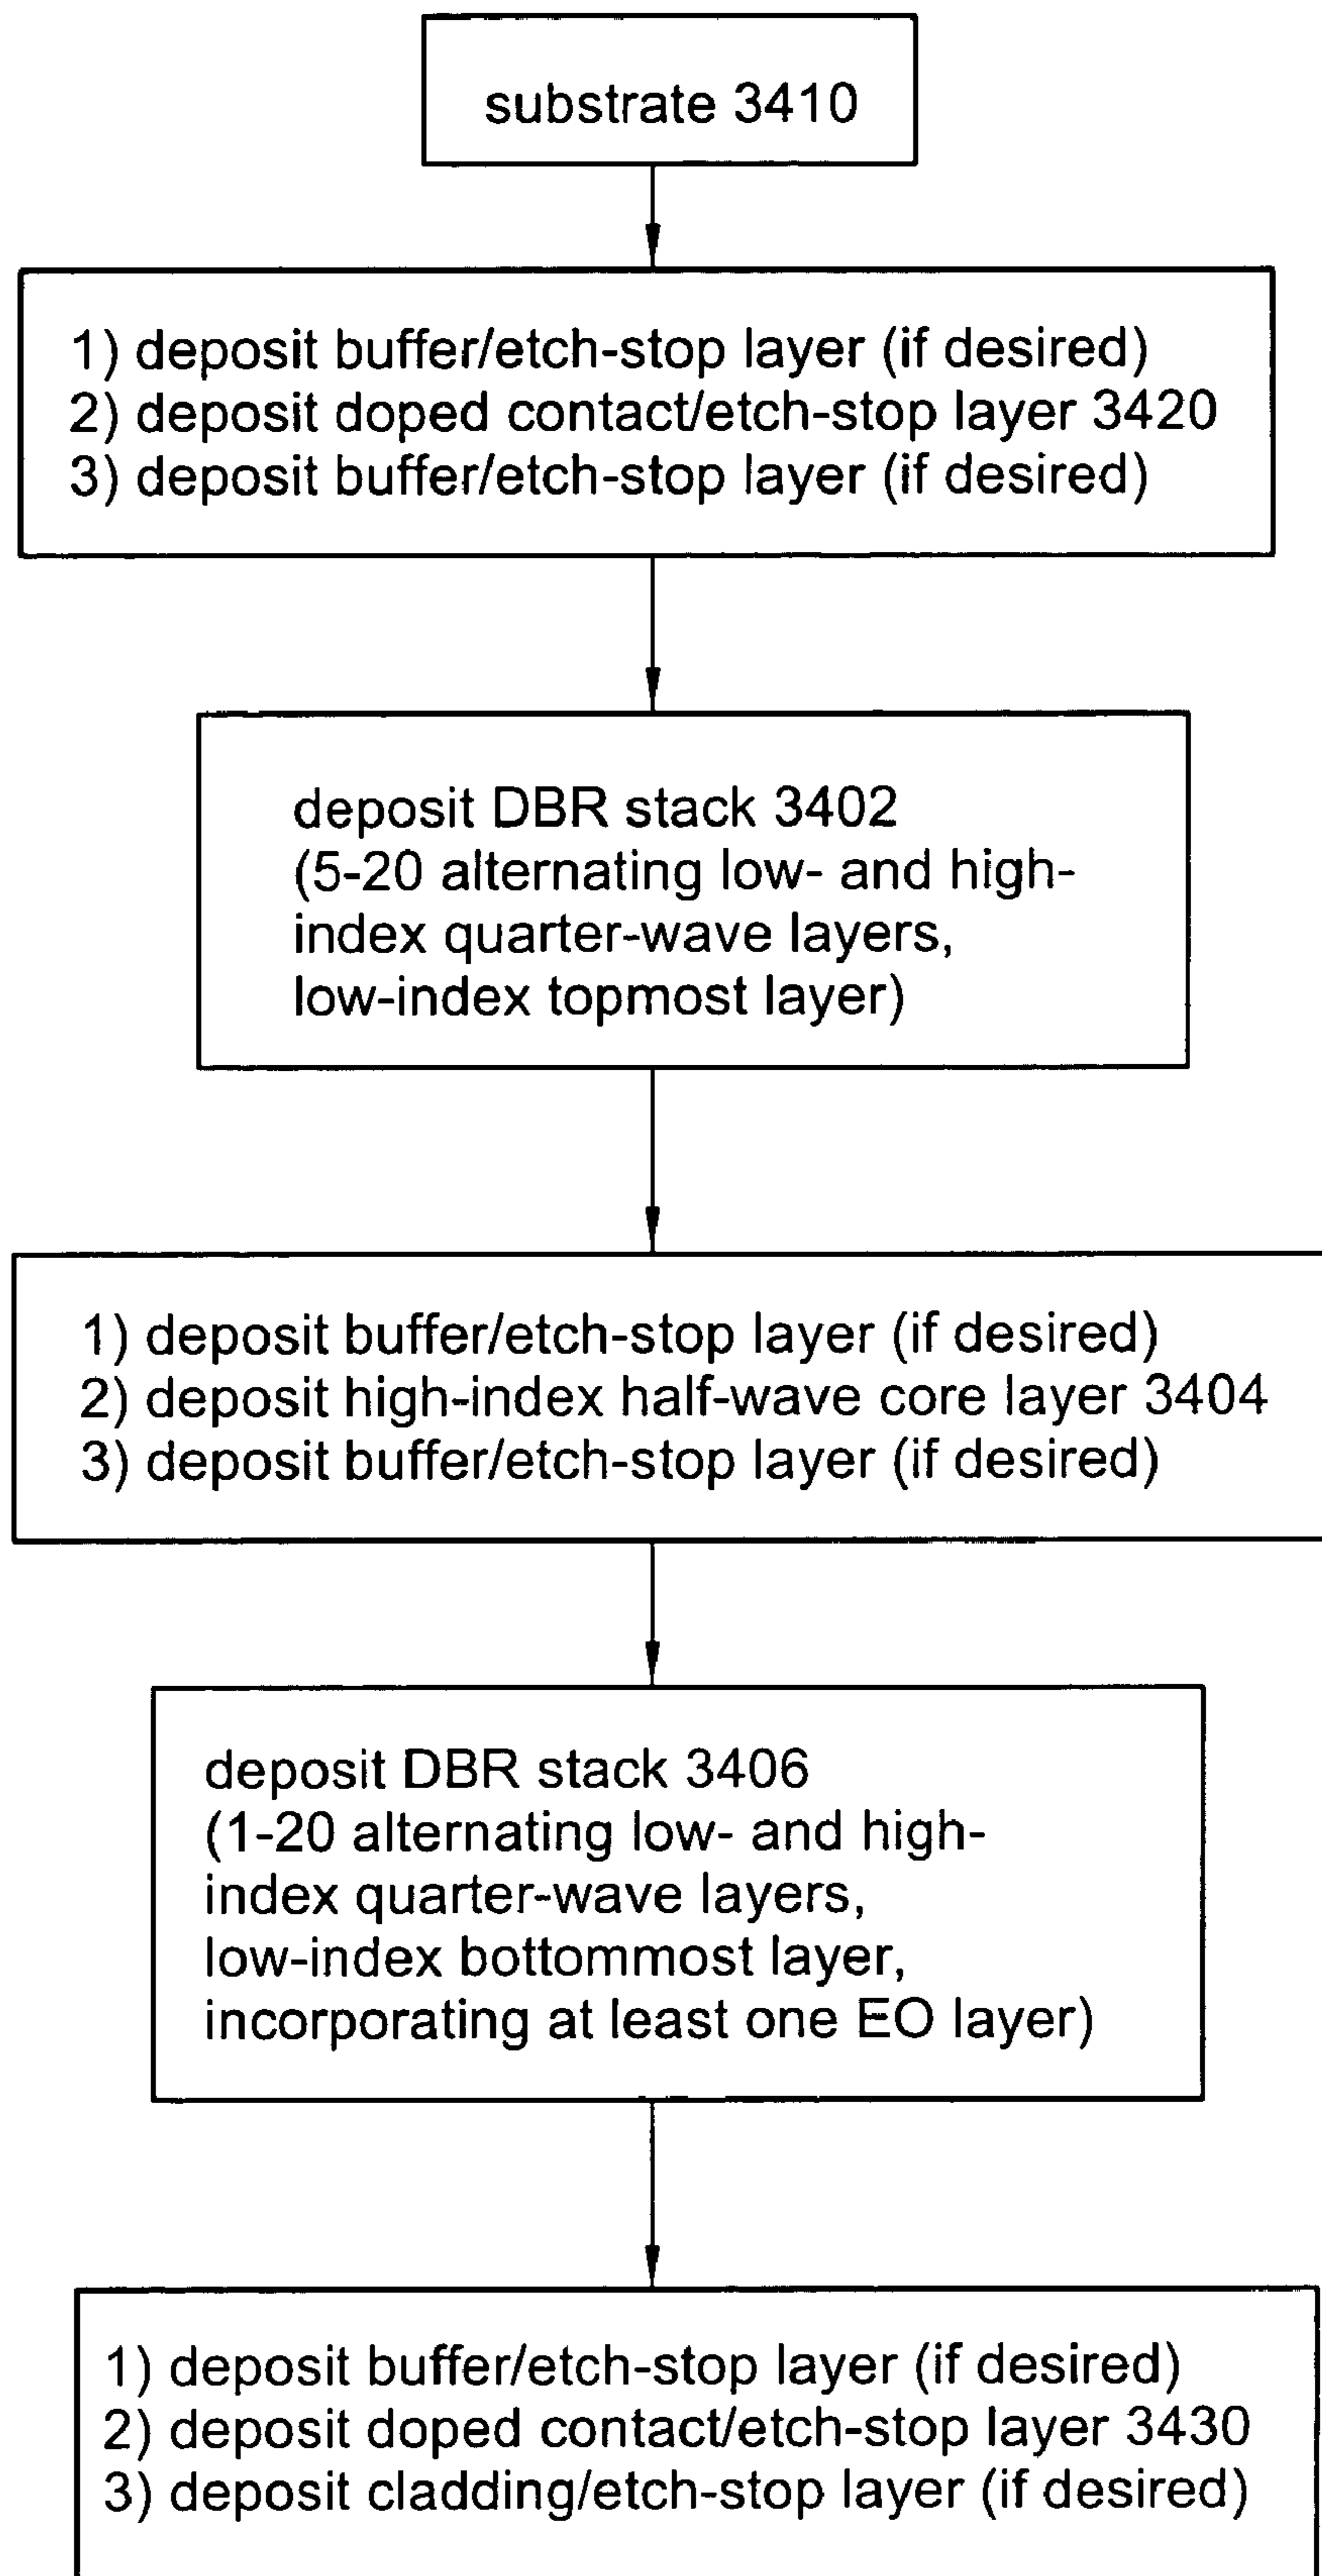 substrate 3410
1) deposit buffer/etch-stop layer (if desired)
2) deposit doped contact/etch-stop layer 3420
3) deposit buffer/etch-stop layer (if desired)
deposit DBR stack 3402
(5-20 alternating low- and high-
index quarter-wave layers,
low-index topmost layer)
1) deposit buffer/etch-stop layer (if desired)
2) deposit high-index half-wave core layer 3404
3) deposit buffer/etch-stop layer (if desired)
deposit DBR stack 3406
(1-20 alternating low- and high-
index quarter-wave layers,
low-index bottommost layer,
incorporating at least one EO layer)
1) deposit buffer/etch-stop layer (if desired)
2) deposit doped contact/etch-stop layer 3430
3) deposit cladding/etch-stop layer (if desired)